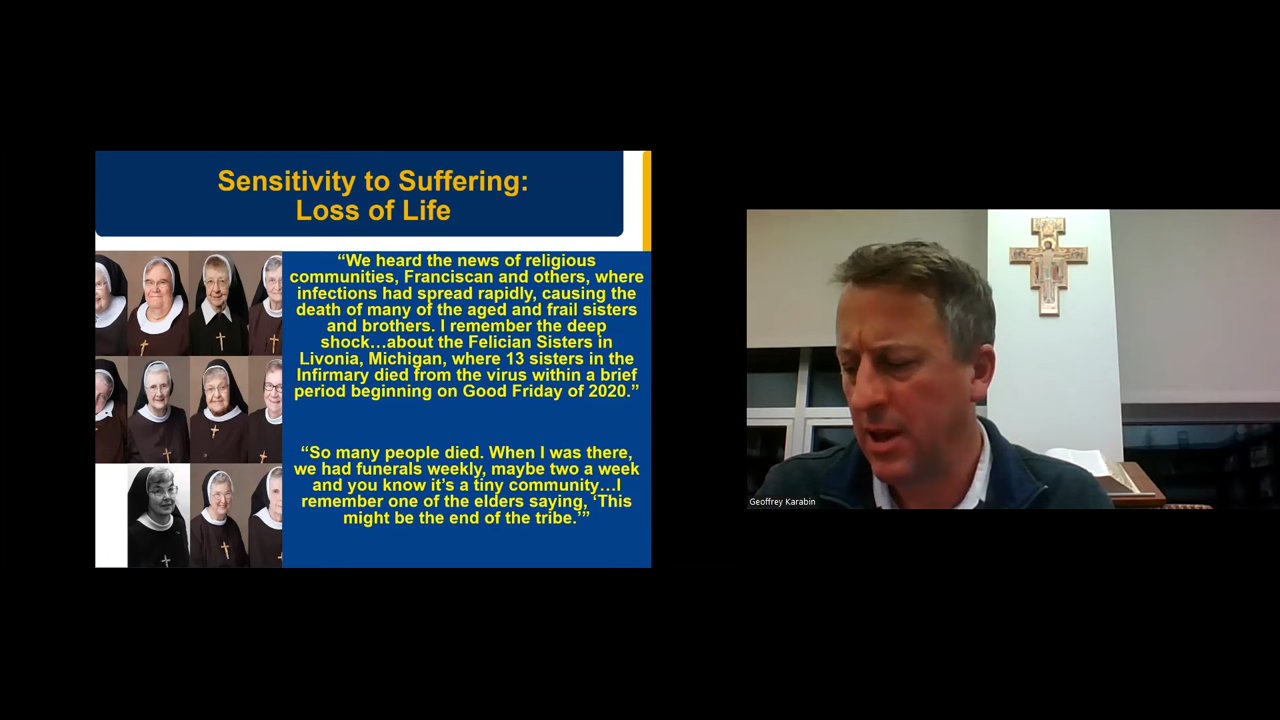 Sensitivity to Suffering:
Loss of Life
“We heard the news of religious
communities, Franciscan and others, where
infections had spread rapidly, causing the
death of many of the aged and frail sisters
and brothers. I remember the deep
shock…about the Felician Sisters in
Livonia, Michigan, where 13 sisters in the
Infirmary died from the virus within a brief
period beginning on Good Friday of 2020.”
“So many people died. When I was there,
we had funerals weekly, maybe two a week
and you know it’s a tiny community…I
remember one of the elders saying, ‘This
might be the end of the tribe.’”
Geoffrey Karabin